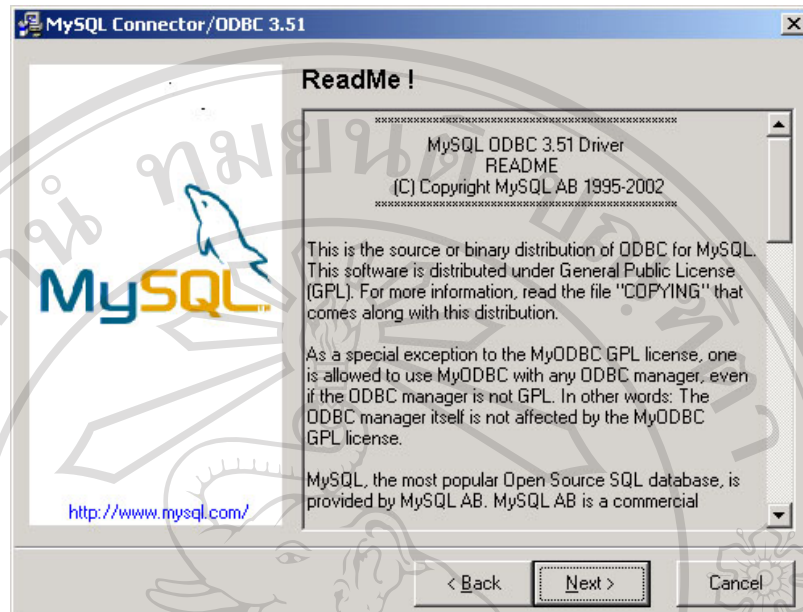 MySQL Connector/ODBC 3.51
ReadMe !
MySQL ODBC 3.51 Driver
README
(C) Copyright MySQL AB 1995-2002
This is the source or binary distribution of ODBC for MySQL.
This software is distributed under General Public License
(GPL). For more information, read the file "COPYING" that
comes along with this distribution.
As a special exception to the MyODBC GPL license, one
is allowed to use MyODBC with any ODBC manager, even
if the ODBC manager is not GPL. In other words: The
ODBC manager itself is not affected by the MyODBC
GPL license.
MySQL, the most popular Open Source SQL database, is
provided by MySQL AB. MySQL AB is a commercial
MySQL
http://www.mysql.com/
< Back
Next >
Cancel